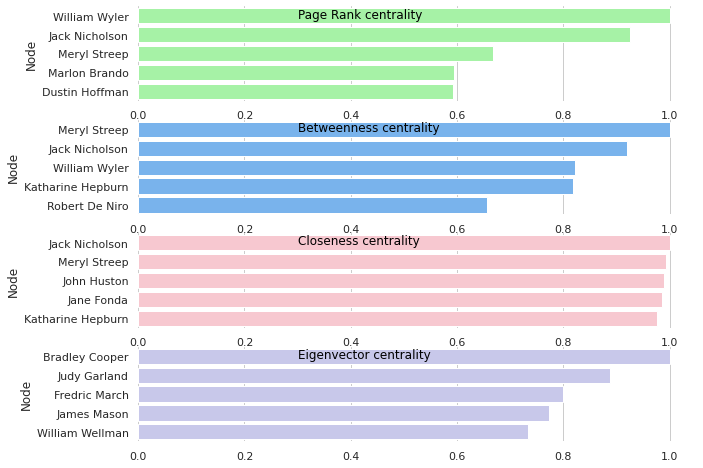 Page Rank centrality
Node
William Wyler
Jack Nicholson
Meryl Streep
Marlon Brando
Dustin Hoffman
0.0 0.2 0.4 0.6 0.8 1.0
Betweenness centrality
Node
Meryl Streep
Jack Nicholson
William Wyler
Katharine Hepburn
Robert De Niro
0.0 0.2 0.4 0.6 0.8 1.0
Closeness centrality
Node
Jack Nicholson
Meryl Streep
John Huston
Jane Fonda
Katharine Hepburn
0.0 0.2 0.4 0.6 0.8 1.0
Eigenvector centrality
Node
Bradley Cooper
Judy Garland
Fredric March
James Mason
William Wellman
0.0 0.2 0.4 0.6 0.8 1.0